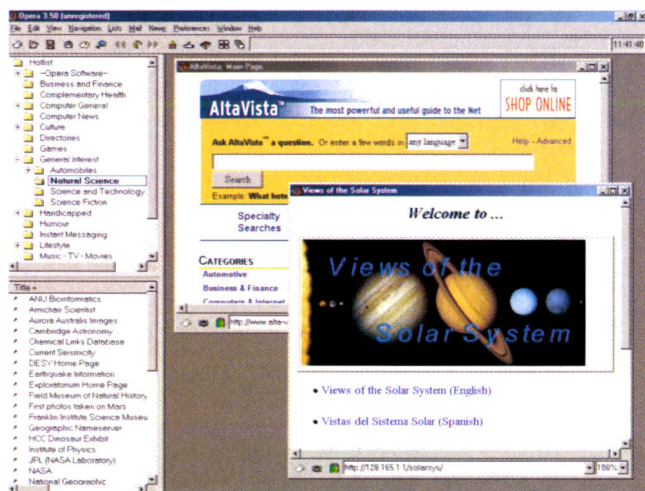 Opera 3.50 (unregistered)
File Edit View Navigation Lists Mail News Preferences Window Help
11:41:40
Hotlist
~Opera Software~
Business and Finance
Complementary Health
Computer General
Computer News
Culture
Directories
Games
General Interest
Automobiles
Natural Science
Science and Technology
Science Fiction
Handicapped
Humour
Instant Messaging
Lifestyle
Music - TV - Movies
Title
ANU Bioinformatics
Armchair Scientist
Aurora Australis Images
Cambridge Astronomy
Chemical Links Database
Current Seismicity
DESY Home Page
Earthquake Information
Exploratorium Home Page
Field Museum of Natural History
First photos taken on Mars
Franklin Institute Science Museu
Geographic Nameserver
HCC Dinosaur Exhibit
Institute of Physics
JPL (NASA Laboratory)
NASA
National Geographic
AltaVista: Main Page
AltaVista™ The most powerful and useful guide to the Net
click here to
SHOP ONLINE
Ask AltaVista™ a question. Or enter a few words in any language
Help - Advanced
Search
Example: What hote
Specialty
Searches
CATEGORIES
Automotive
Business & Finance
Computers & Internet
http://www.alta-v
Views of the Solar System
Welcome to ...
Views of the
Solar System
Views of the Solar System (English)
Vistas del Sistema Solar (Spanish)
http://128.165.1.1/solarsys/
100%